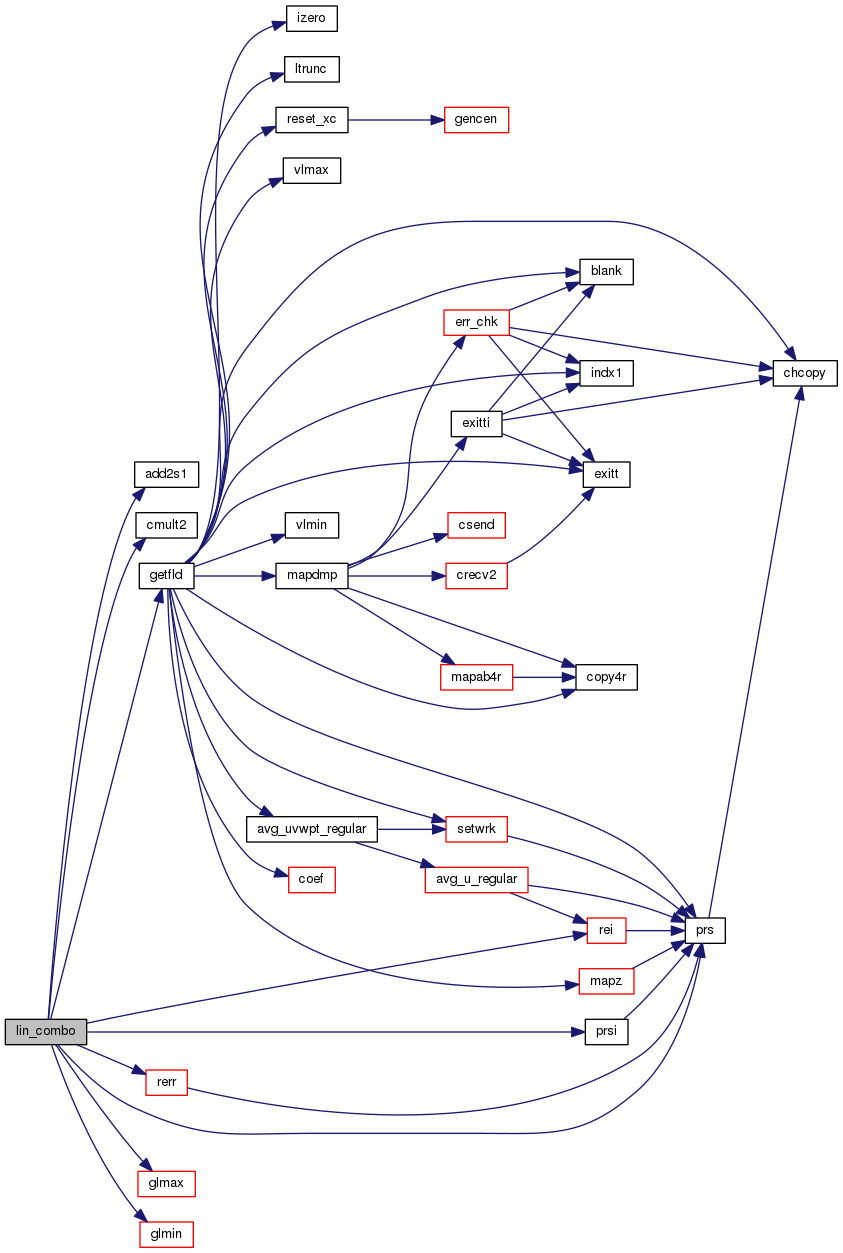 izero
ltrunc
reset_xc
gencen
vlmax
blank
err_chk
indx1
chcopy
exitti
add2s1
exitt
cmult2
vlmin
csend
getfld
mapdmp
crecv2
mapab4r
copy4r
avg_uvwpt_regular
setwrk
coef
avg_u_regular
rei
prs
mapz
lin_combo
prsi
rerr
glmax
glmin